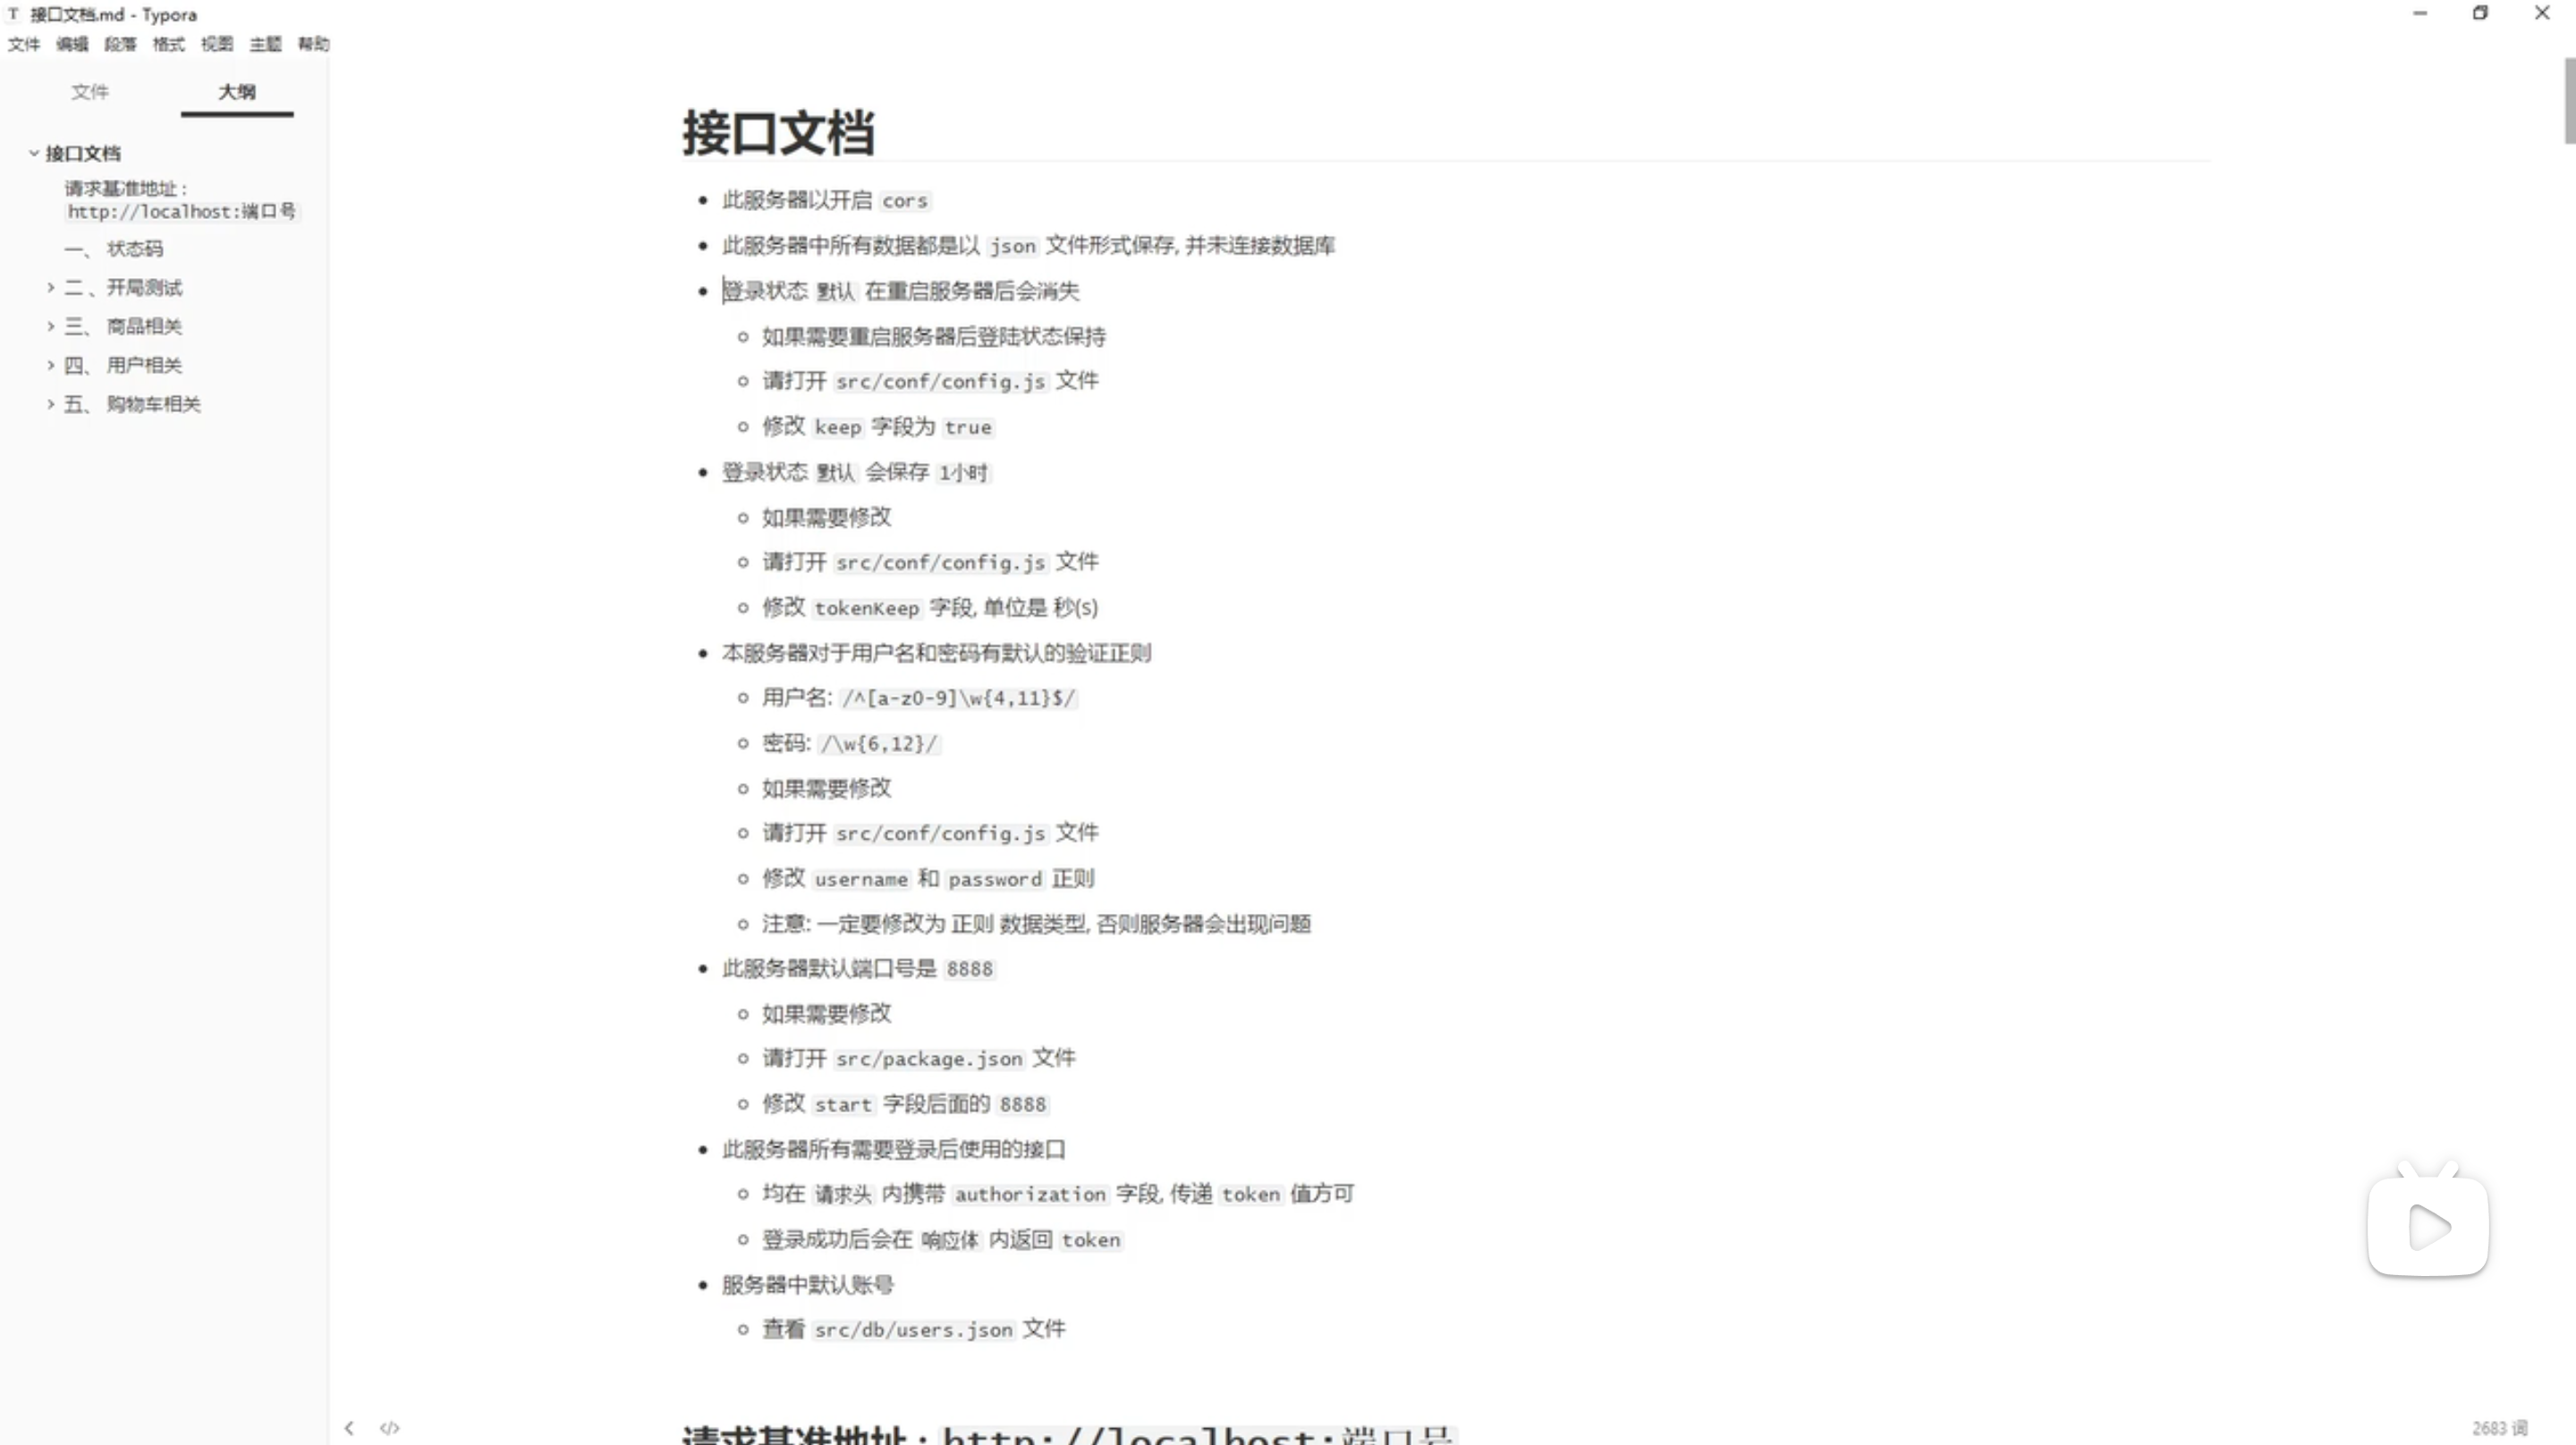 接口文档.md - Typora
文件 编辑 段落 格式 视图 主题 帮助
文件 大纲
接口文档
请求基准地址：
http://localhost:端口号
一、 状态码
二 、开局测试
三、 商品相关
四、 用户相关
五、 购物车相关
接口文档
此服务器以开启 cors
此服务器中所有数据都是以 json 文件形式保存, 并未连接数据库
登录状态 默认 在重启服务器后会消失
如果需要重启服务器后登陆状态保持
请打开 src/conf/config.js 文件
修改 keep 字段为 true
登录状态 默认 会保存 1小时
如果需要修改
请打开 src/conf/config.js 文件
修改 tokenKeep 字段, 单位是 秒(s)
本服务器对于用户名和密码有默认的验证正则
用户名: /^[a-z0-9]\w{4,11}$/
密码: /\w{6,12}/
如果需要修改
请打开 src/conf/config.js 文件
修改 username 和 password 正则
注意: 一定要修改为 正则 数据类型, 否则服务器会出现问题
此服务器默认端口号是 8888
如果需要修改
请打开 src/package.json 文件
修改 start 字段后面的 8888
此服务器所有需要登录后使用的接口
均在 请求头 内携带 authorization 字段, 传递 token 值方可
登录成功后会在 响应体 内返回 token
服务器中默认账号
查看 src/db/users.json 文件
请求基准地址：http://localhost:端口号
2683 词